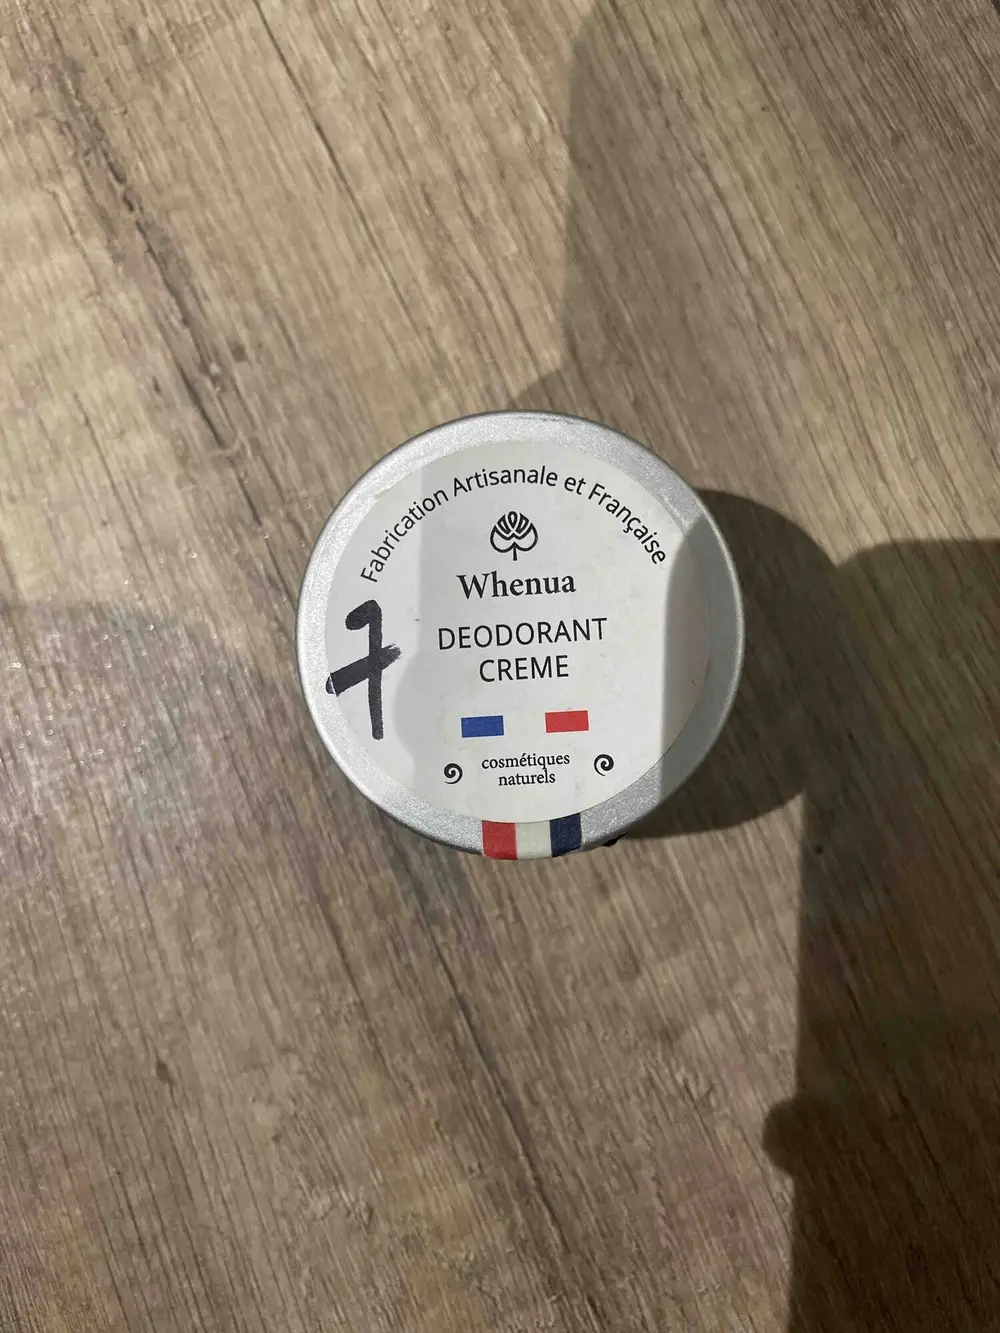 Fabrication Artisanale et Française
Whenua
DEODORANT
CREME
7
cosmétiques
naturels